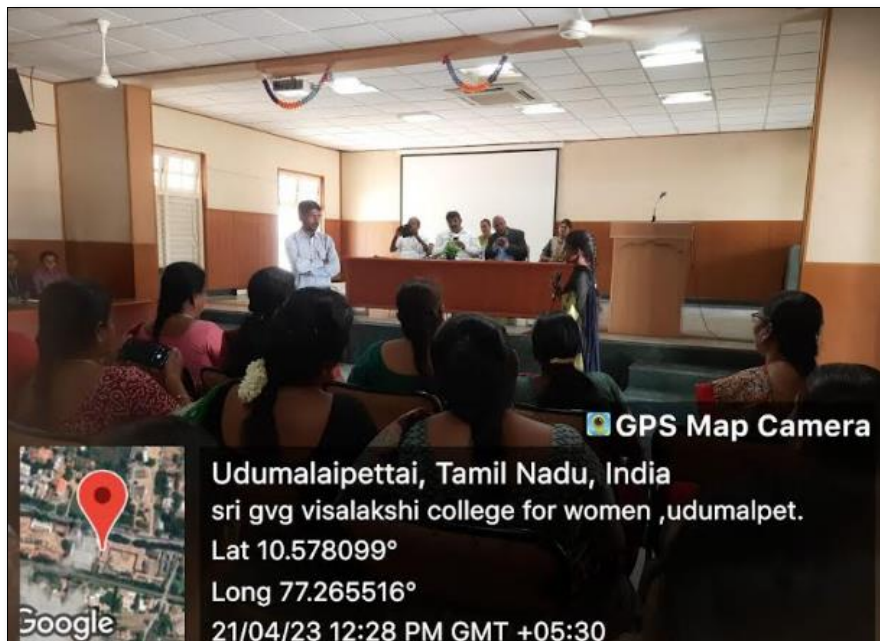 GPS Map Camera
Udumalaipettai, Tamil Nadu, India
sri gvg visalakshi college for women ,udumalpet.
Lat 10.578099°
Long 77.265516°
21/04/23 12:28 PM GMT +05:30
Google